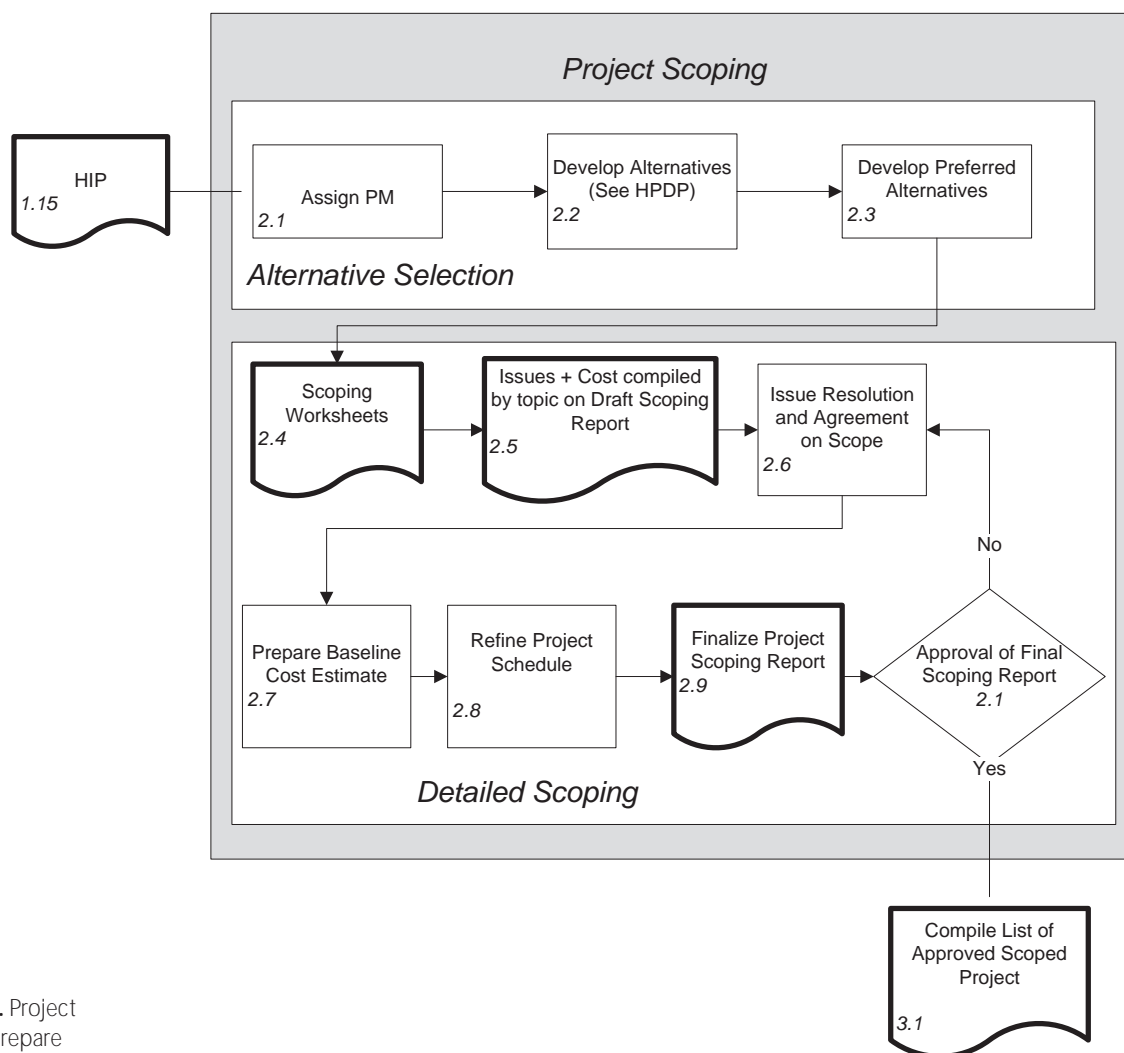 Project Scoping
HIP
1.15
Assign PM
2.1
Develop Alternatives
(See HPDP)
2.2
Develop Preferred
Alternatives
2.3
Alternative Selection
Scoping
Worksheets
2.4
Issues + Cost compiled
by topic on Draft Scoping
Report
2.5
Issue Resolution
and Agreement
on Scope
2.6
No
Prepare Baseline
Cost Estimate
2.7
Refine Project
Schedule
2.8
Finalize Project
Scoping Report
2.9
Approval of Final
Scoping Report
2.1
Yes
Detailed Scoping
Compile List of
Approved Scoped
Project
3.1
. Project
repare